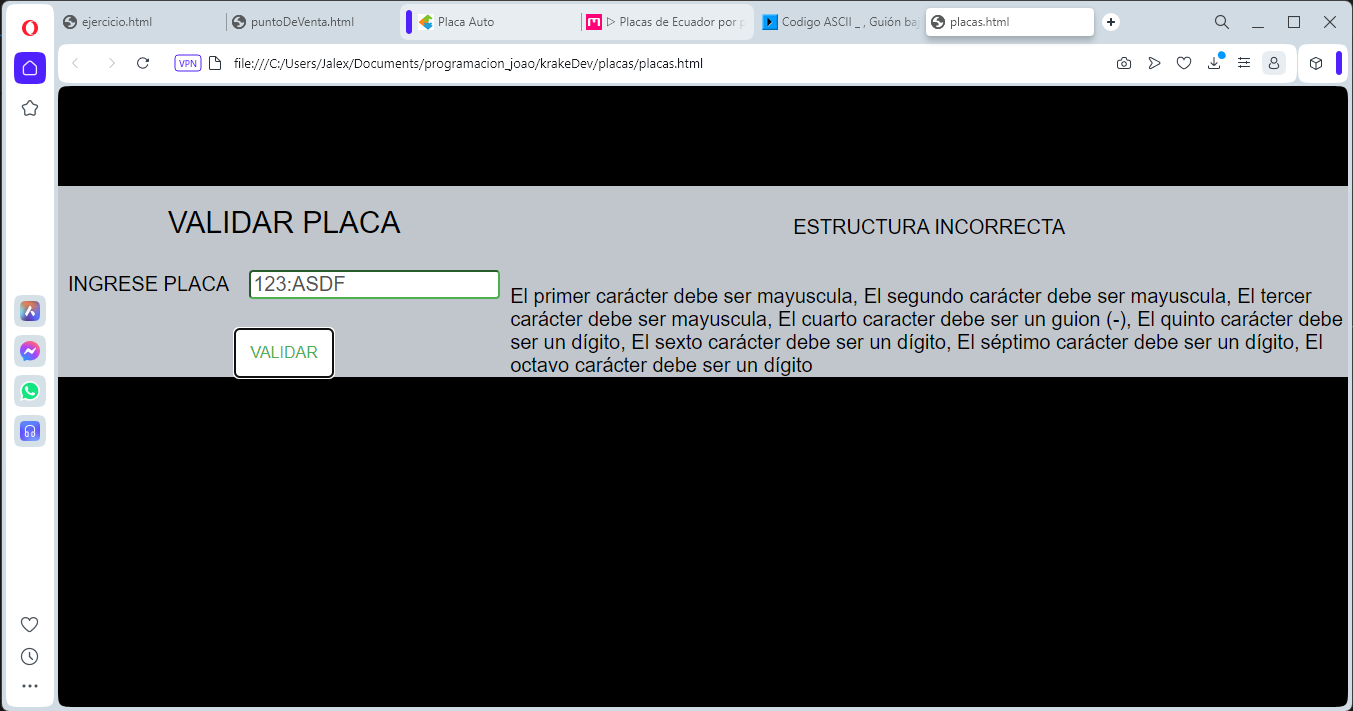 ejercicio.html
puntoDeVenta.html
Placa Auto
▷ Placas de Ecuador por p
Codigo ASCII _ , Guión baj
placas.html
VPN
file:///C:/Users/Jalex/Documents/programacion_joao/krakeDev/placas/placas.html
VALIDAR PLACA
ESTRUCTURA INCORRECTA
INGRESE PLACA
123:ASDF
El primer carácter debe ser mayuscula, El segundo carácter debe ser mayuscula, El tercer
carácter debe ser mayuscula, El cuarto caracter debe ser un guion (-), El quinto carácter debe
ser un dígito, El sexto carácter debe ser un dígito, El séptimo carácter debe ser un dígito, El
octavo carácter debe ser un dígito
VALIDAR